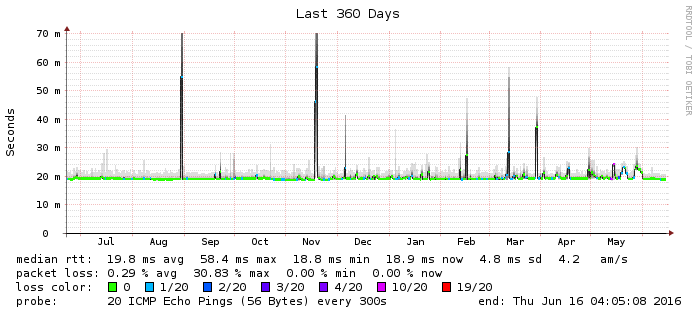 Last 360 Days
RRDTOOL / TOBI OETIKER
Seconds
70 m
60 m
50 m
40 m
30 m
20 m
10 m
0
Jul Aug Sep Oct Nov Dec Jan Feb Mar Apr May
median rtt: 19.8 ms avg 58.4 ms max 18.8 ms min 18.9 ms now 4.8 ms sd 4.2 am/s
packet loss: 0.29 % avg 30.83 % max 0.00 % min 0.00 % now
loss color: 0 1/20 2/20 3/20 4/20 10/20 19/20
probe: 20 ICMP Echo Pings (56 Bytes) every 300s end: Thu Jun 16 04:05:08 2016